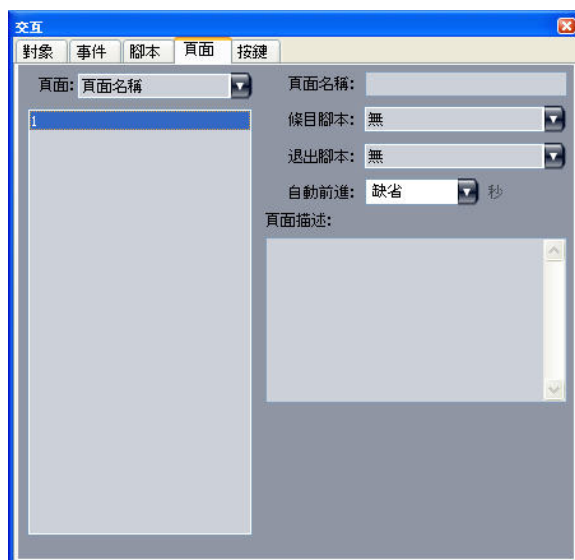 交互
對象 事件 腳本 頁面 按鍵
頁面: 頁面名稱
1
頁面名稱:
條目腳本: 無
退出腳本: 無
自動前進: 缺省 秒
頁面描述: